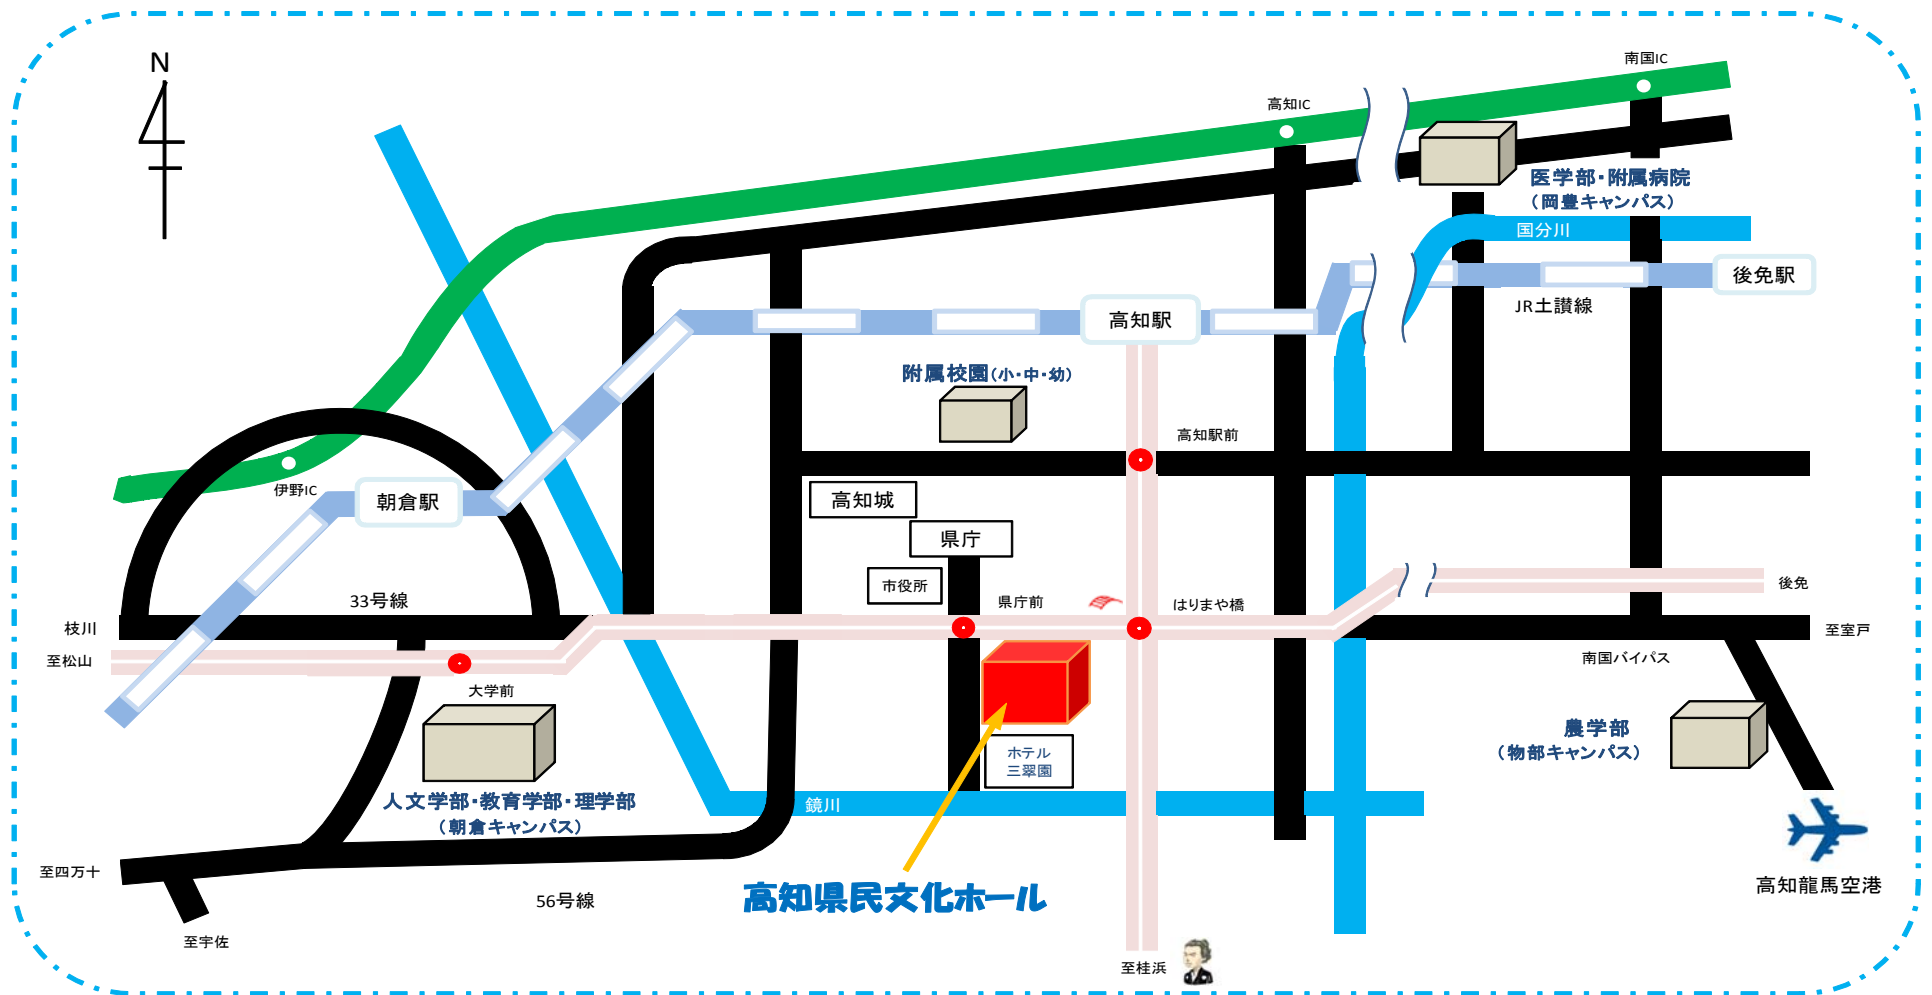 N
南国IC
高知IC
医学部・附属病院
（岡豊キャンパス）
国分川
後免駅
JR土讃線
高知駅
附属校園(小・中・幼)
高知駅前
伊野IC
朝倉駅
高知城
県庁
市役所
33号線
県庁前
はりまや橋
後免
枝川
至松山
至室戸
南国バイパス
大学前
ホテル
三翠園
農学部
（物部キャンパス）
人文学部・教育学部・理学部
（朝倉キャンパス）
鏡川
至四万十
高知県民文化ホール
56号線
高知龍馬空港
至宇佐
至桂浜